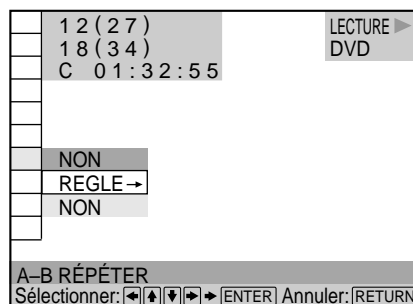 12(27)
18(34)
C 01:32:55
LECTURE
DVD
NON
REGLE→
NON
A–B RÉPÉTER
Sélectionner: ←↑↓→ → ENTER Annuler: RETURN